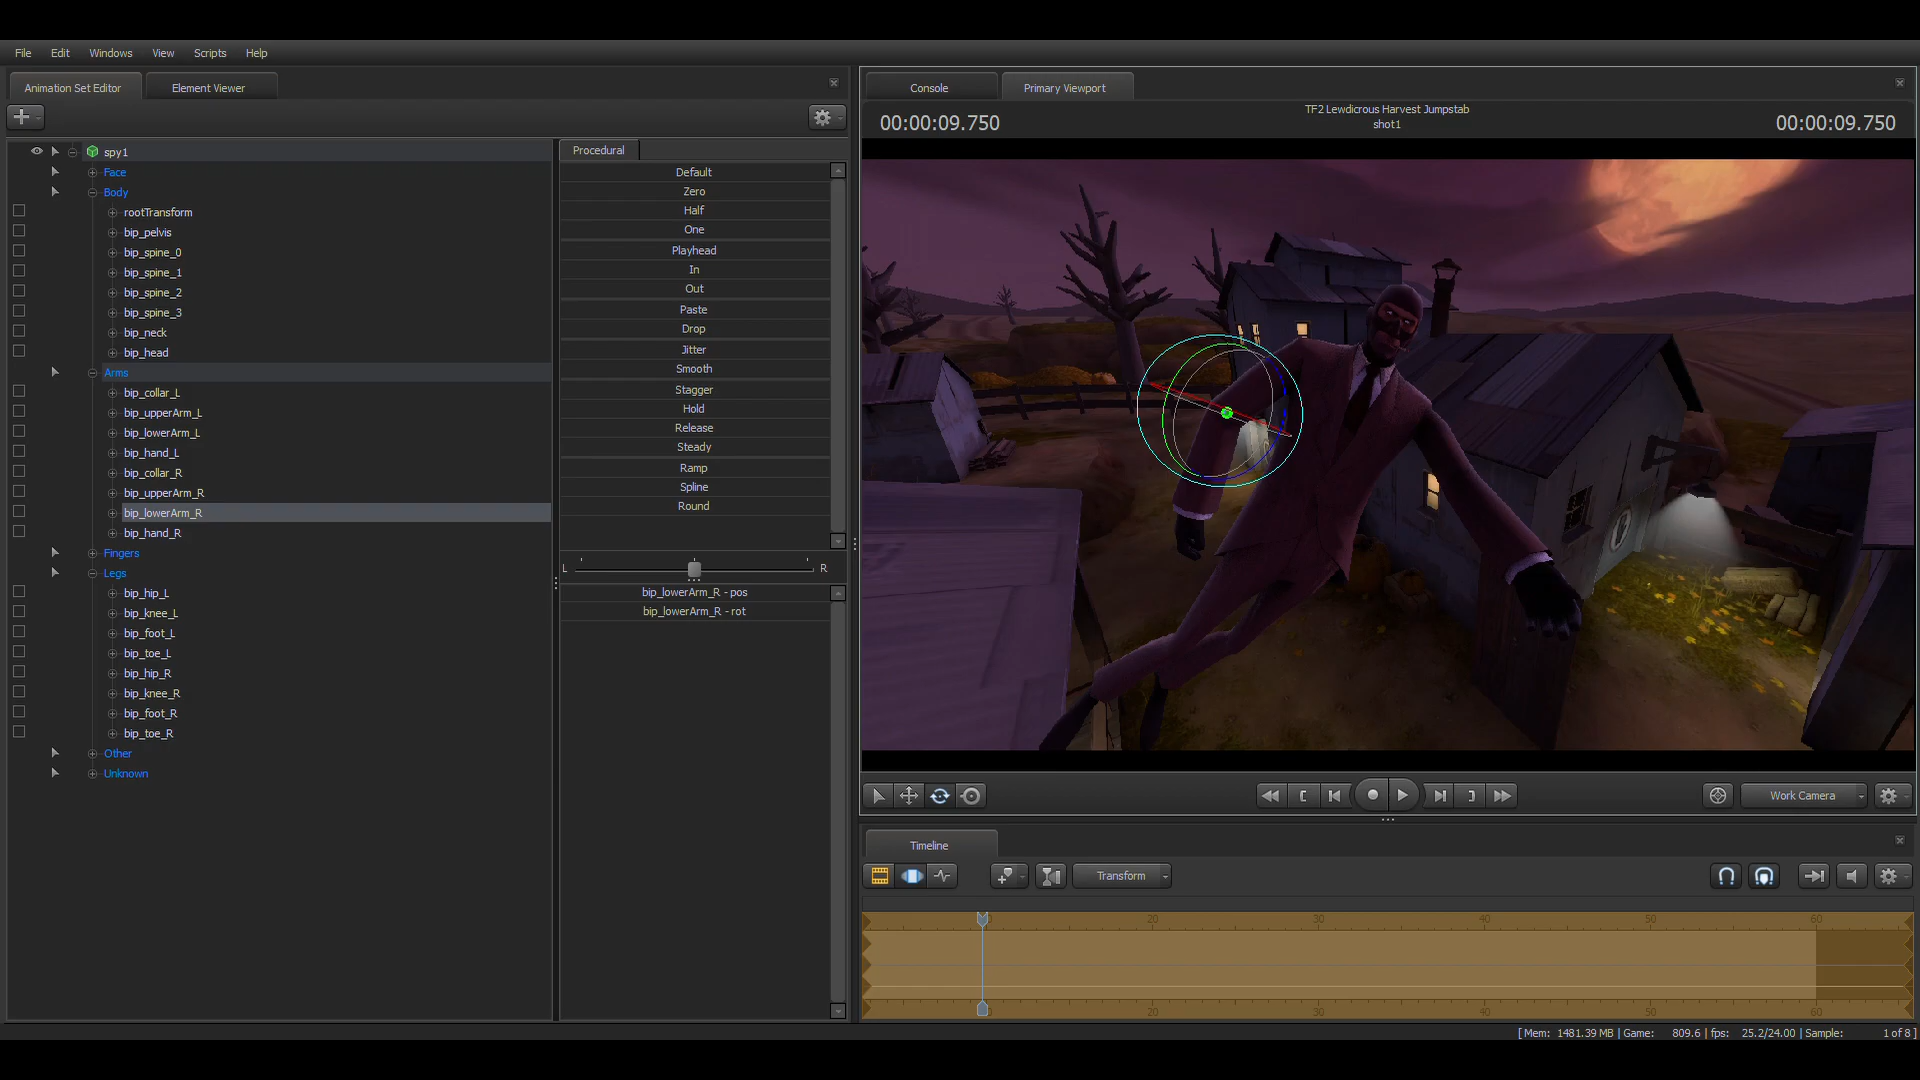 File Edit Windows View Scripts Help
Animation Set Editor Element Viewer
spy1
Face
Body
rootTransform
bip_pelvis
bip_spine_0
bip_spine_1
bip_spine_2
bip_spine_3
bip_neck
bip_head
Arms
bip_collar_L
bip_upperArm_L
bip_lowerArm_L
bip_hand_L
bip_collar_R
bip_upperArm_R
bip_lowerArm_R
bip_hand_R
Fingers
Legs
bip_hip_L
bip_knee_L
bip_foot_L
bip_toe_L
bip_hip_R
bip_knee_R
bip_foot_R
bip_toe_R
Other
Unknown
Procedural
Default
Zero
Half
One
Playhead
In
Out
Paste
Drop
Jitter
Smooth
Stagger
Hold
Release
Steady
Ramp
Spline
Round
L R
bip_lowerArm_R - pos
bip_lowerArm_R - rot
Console Primary Viewport
00:00:09.750
TF2 Lewdicrous Harvest Jumpstab
shot1
00:00:09.750
Work Camera
Timeline
Transform
20 30 40 50 60
20 30 40 50 60
[ Mem: 1481.39 MB | Game: 809.6 | fps: 25.2/24.00 | Sample: 1 of 8 ]